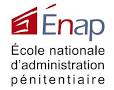 Énap
École nationale
d'administration
pénitentiaire